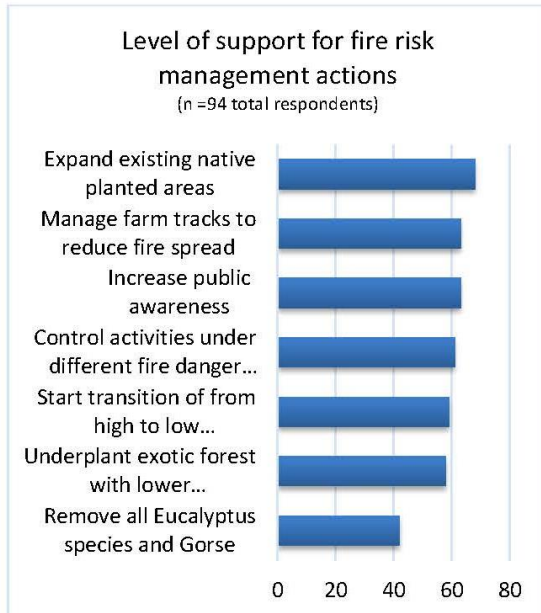 Level of support for fire risk
management actions
(n =94 total respondents)
Expand existing native
planted areas
Manage farm tracks to
reduce fire spread
Increase public
awareness
Control activities under
different fire danger...
Start transition of from
high to low...
Underplant exotic forest
with lower...
Remove all Eucalyptus
species and Gorse
0 20 40 60 80